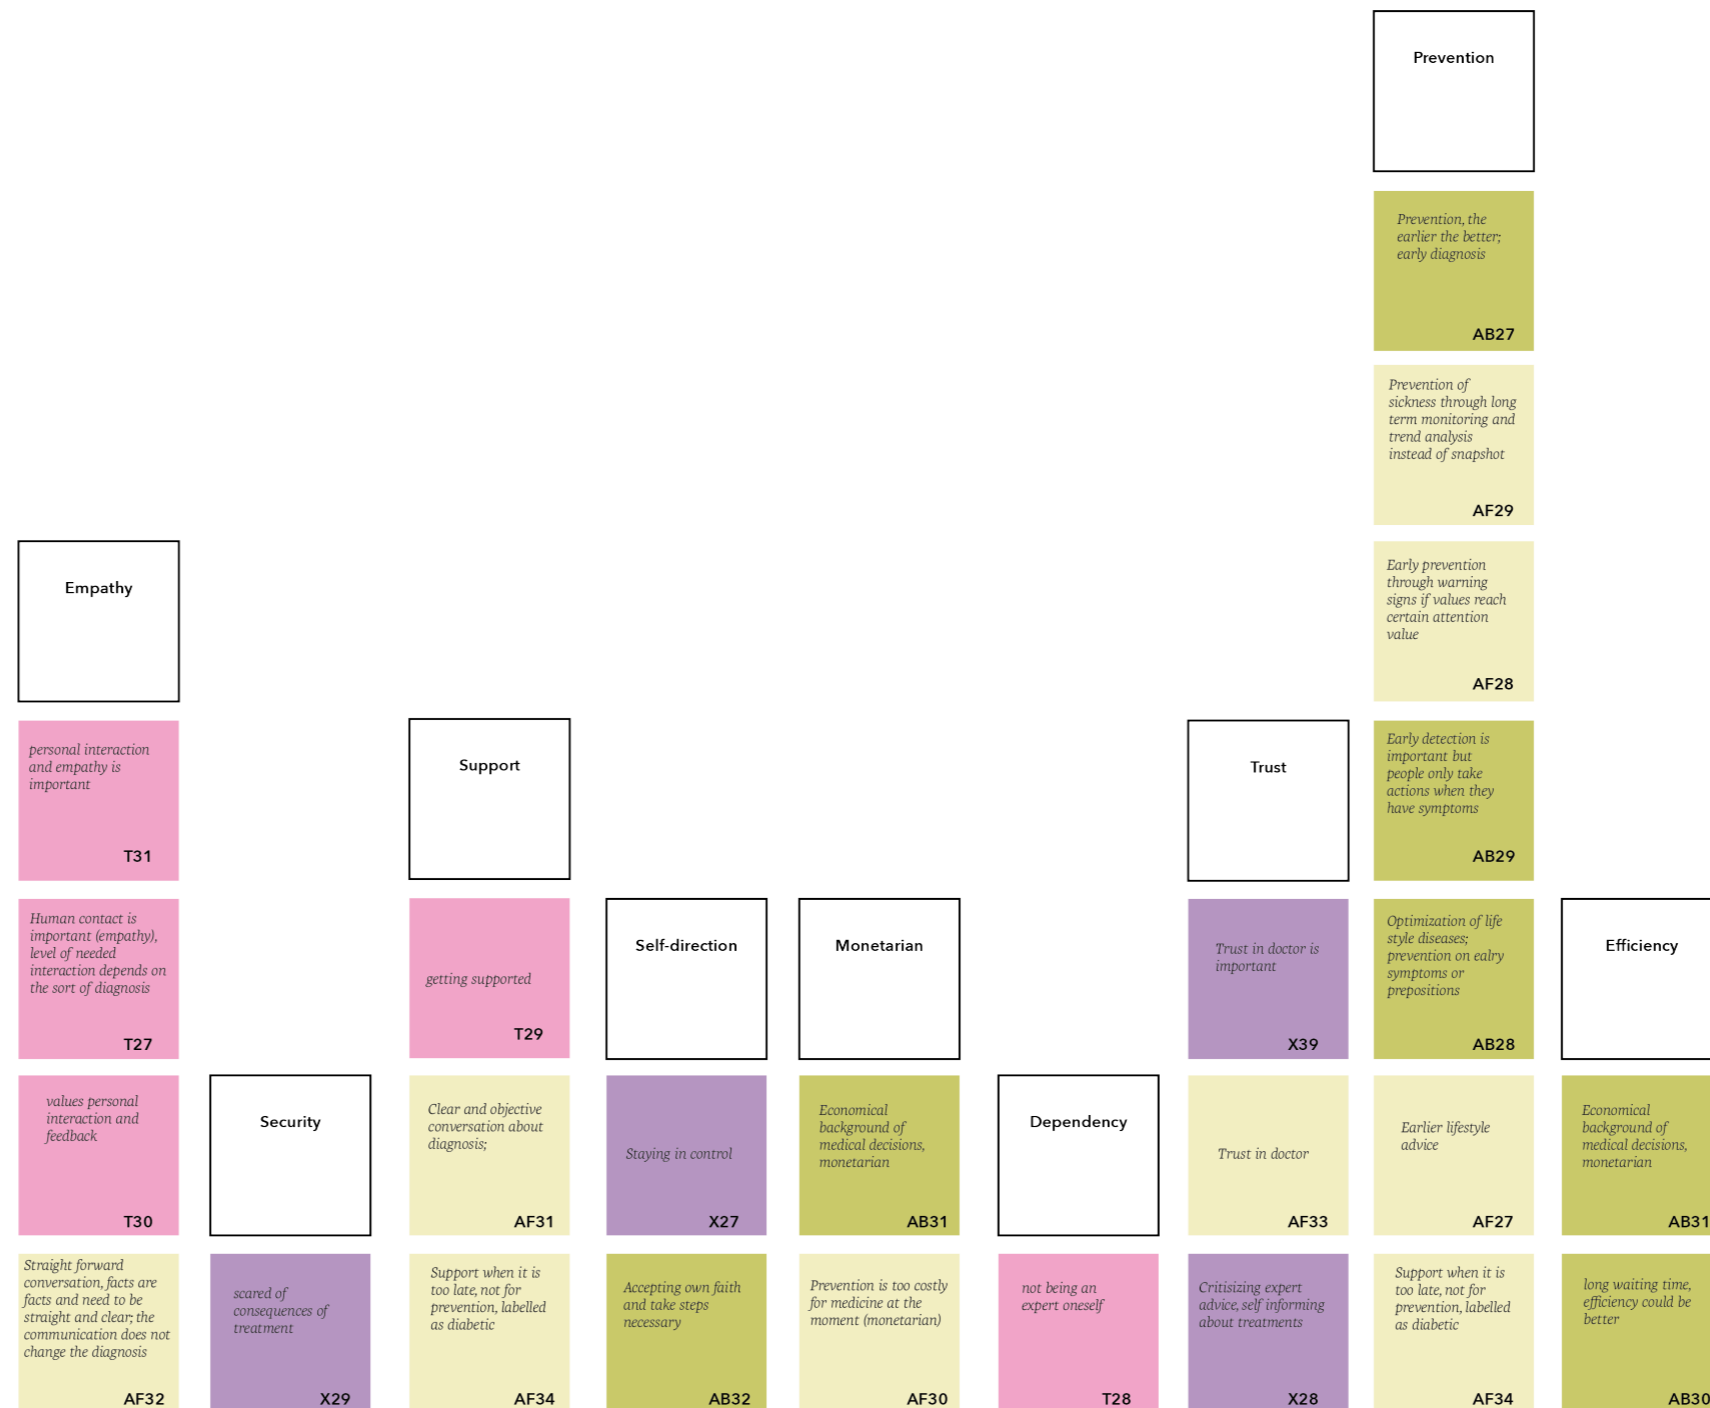 Empathy
personal interaction
and empathy is
important
T31
Human contact is
important (empathy),
level of needed
interaction depends on
the sort of diagnosis
T27
values personal
interaction and
feedback
T30
Straight forward
conversation, facts are
facts and need to be
straight and clear; the
communication does not
change the diagnosis
AF32
Security
scared of
consequences of
treatment
X29
Support
getting supported
T29
Clear and objective
conversation about
diagnosis;
AF31
Support when it is
too late, not for
prevention, labelled
as diabetic
AF34
Self-direction
Staying in control
X27
Accepting own faith
and take steps
necessary
AB32
Monetarian
Economical
background of
medical decisions,
monetarian
AB31
Prevention is too costly
for medicine at the
moment (monetarian)
AF30
Dependency
not being an
expert oneself
T28
Trust
Trust in doctor is
important
X39
Trust in doctor
AF33
Critisizing expert
advice, self informing
about treatments
X28
Prevention
Prevention, the
earlier the better;
early diagnosis
AB27
Prevention of
sickness through long
term monitoring and
trend analysis
instead of snapshot
AF29
Early prevention
through warning
signs if values reach
certain attention
value
AF28
Early detection is
important but
people only take
actions when they
have symptoms
AB29
Optimization of life
style diseases;
prevention on ealry
symptoms or
prepositions
AB28
Earlier lifestyle
advice
AF27
Support when it is
too late, not for
prevention, labelled
as diabetic
AF34
Efficiency
Economical
background of
medical decisions,
monetarian
AB31
long waiting time,
efficiency could be
better
AB30